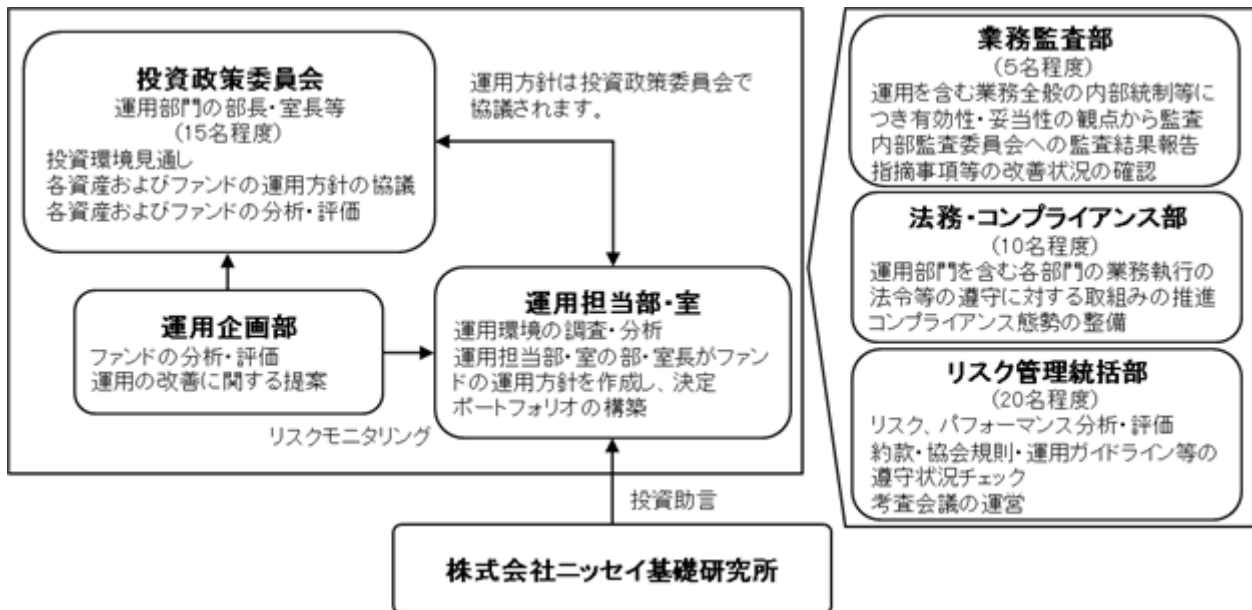 投資政策委員会
運用部門の部長・室長等
(15名程度)
投資環境見通し
各資産およびファンドの運用方針の協議
各資産およびファンドの分析・評価
運用方針は投資政策委員会で
協議されます。
運用企画部
ファンドの分析・評価
運用の改善に関する提案
運用担当部・室
運用環境の調査・分析
運用担当部・室の部・室長がファン
ドの運用方針を作成し、決定
ポートフォリオの構築
リスクモニタリング
投資助言
株式会社ニッセイ基礎研究所
業務監査部
(5名程度)
運用を含む業務全般の内部統制等に
つき有効性・妥当性の観点から監査
内部監査委員会への監査結果報告
指摘事項等の改善状況の確認
法務・コンプライアンス部
(10名程度)
運用部門を含む各部門の業務執行の
法令等の遵守に対する取組みの推進
コンプライアンス態勢の整備
リスク管理統括部
(20名程度)
リスク、パフォーマンス分析・評価
約款・協会規則・運用ガイドライン等の
遵守状況チェック
考査会議の運営